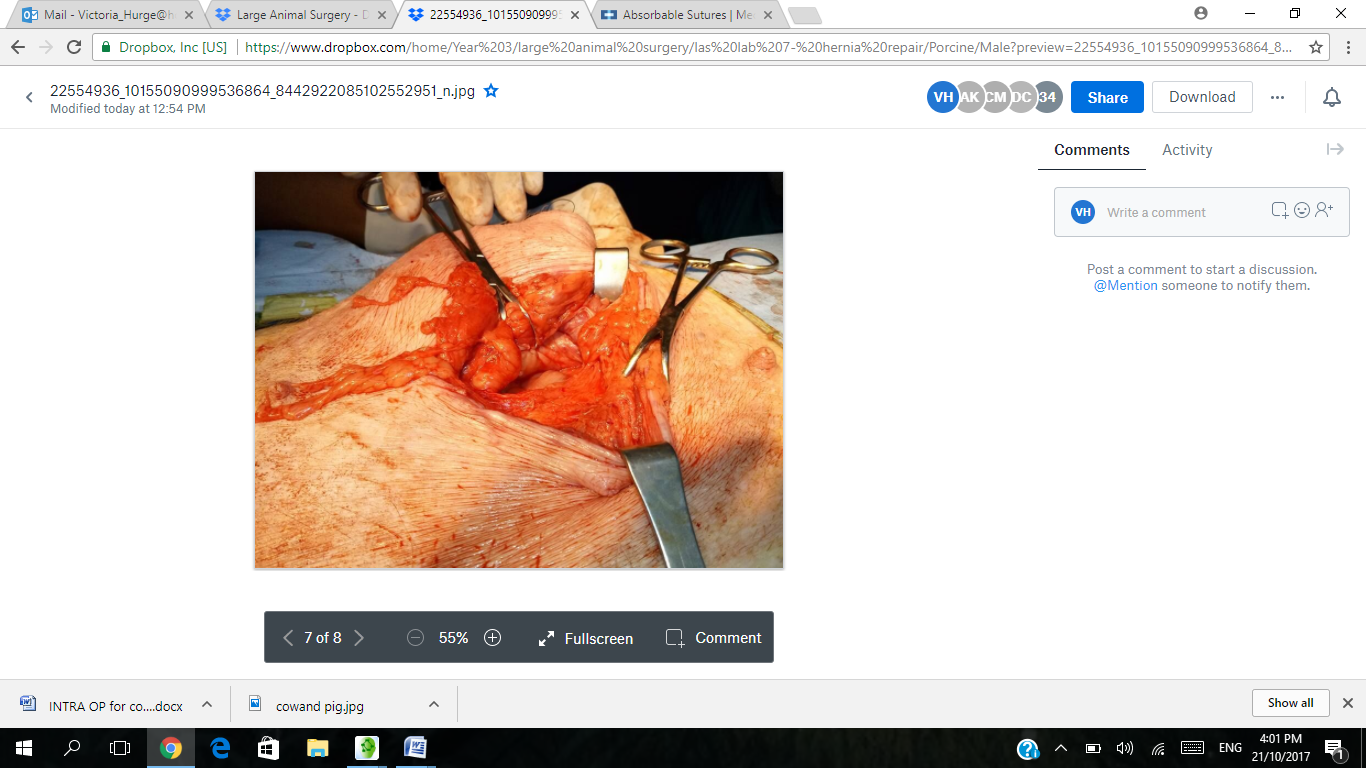 Mail - Victoria_Hurge@h
Large Animal Surgery - D
22554936_1015509099953
Absorbable Sutures | Me
Dropbox, Inc [US]
https://www.dropbox.com/home/Year%203/large%20animal%20surgery/las%20lab%207-%20hernia%20repair/Porcine/Male?preview=22554936_10155090999536864_8...
22554936_10155090999536864_8442922085102552951_n.jpg
Modified today at 12:54 PM
VH AK CM DC 34
Share
Download
Comments
Activity
VH
Write a comment
Post a comment to start a discussion.
@Mention someone to notify them.
7 of 8
55%
Fullscreen
Comment
INTRA OP for co....docx
cowand pig.jpg
Show all
ENG
4:01 PM
21/10/2017
1